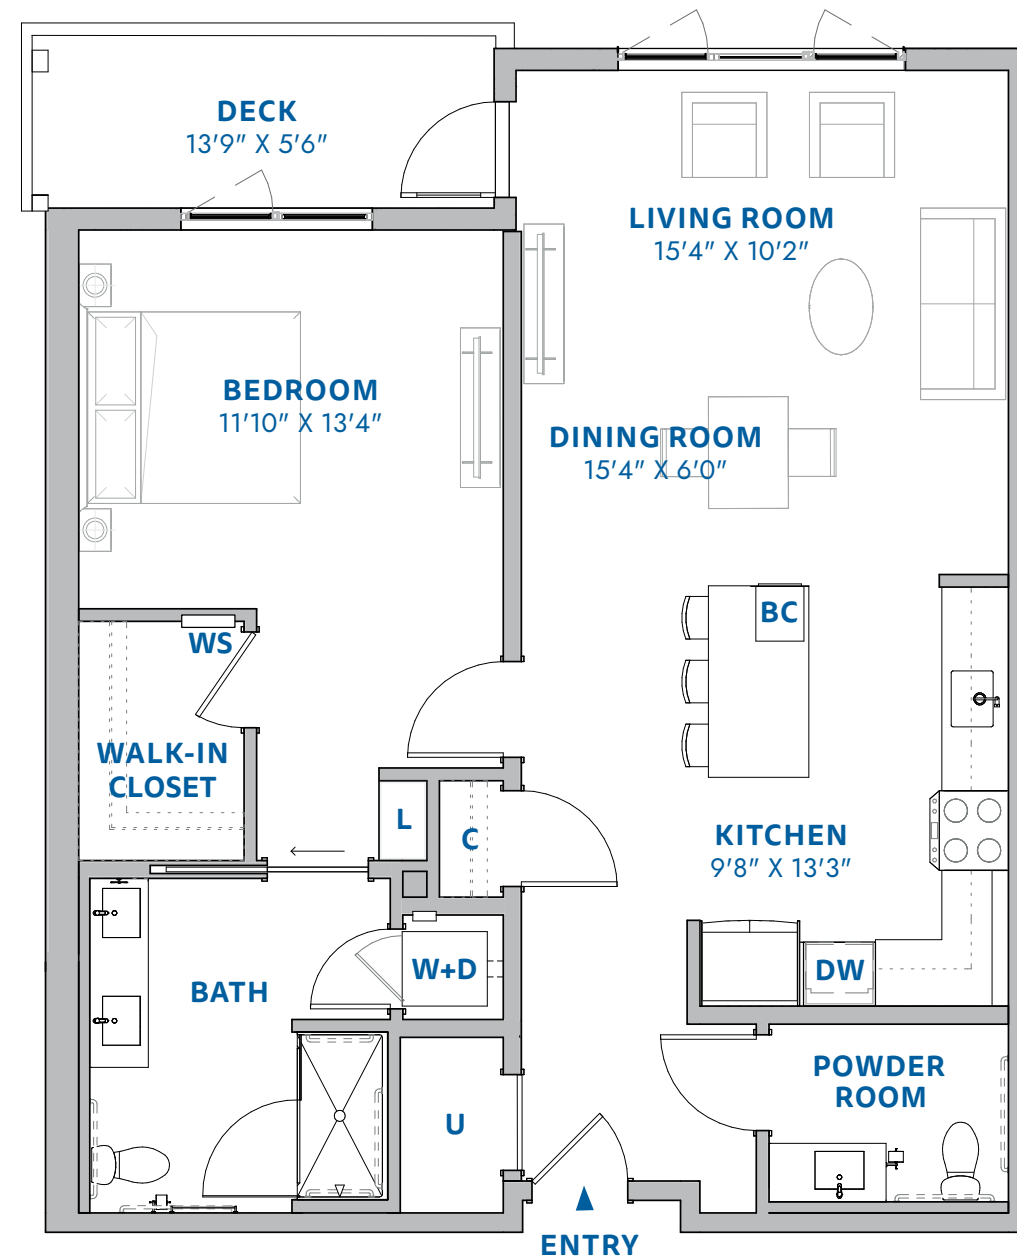 DECK
13'9" X 5'6"
LIVING ROOM
15'4" X 10'2"
BEDROOM
11'10" X 13'4"
DINING ROOM
15'4" X 6'0"
BC
WS
WALK-IN
CLOSET
L
C
KITCHEN
9'8" X 13'3"
W+D
DW
BATH
POWDER
ROOM
U
ENTRY